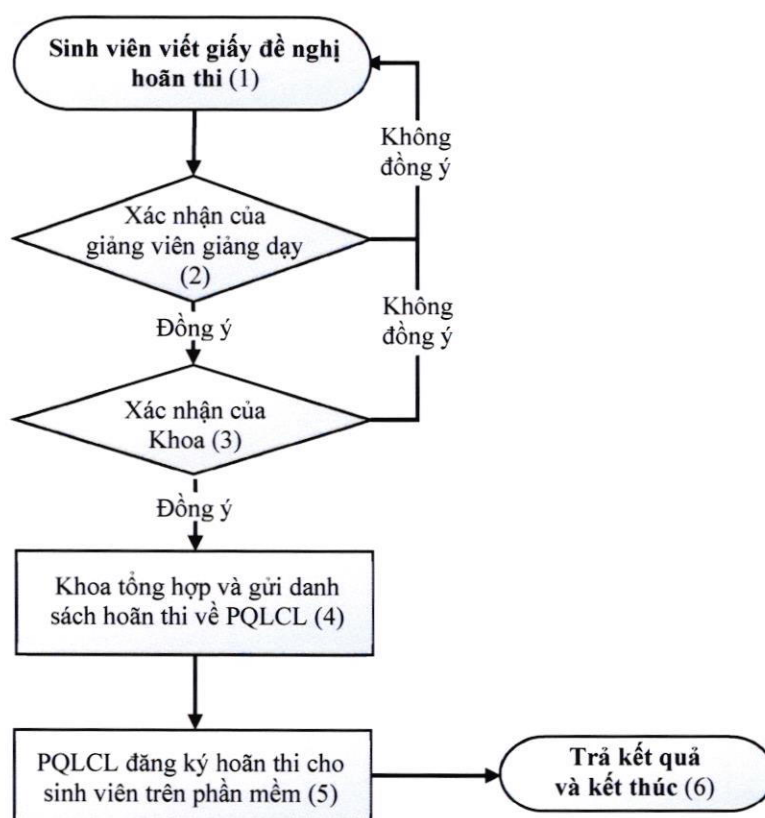 Sinh viên viết giấy đề nghị
hoãn thi (1)
Không
đồng ý
Xác nhận của
giảng viên giảng dạy
(2)
Không
đồng ý
Đồng ý
Xác nhận của
Khoa (3)
Đồng ý
Khoa tổng hợp và gửi danh
sách hoãn thi về PQLCL (4)
PQLCL đăng ký hoãn thi cho
sinh viên trên phần mềm (5)
Trả kết quả
và kết thúc (6)